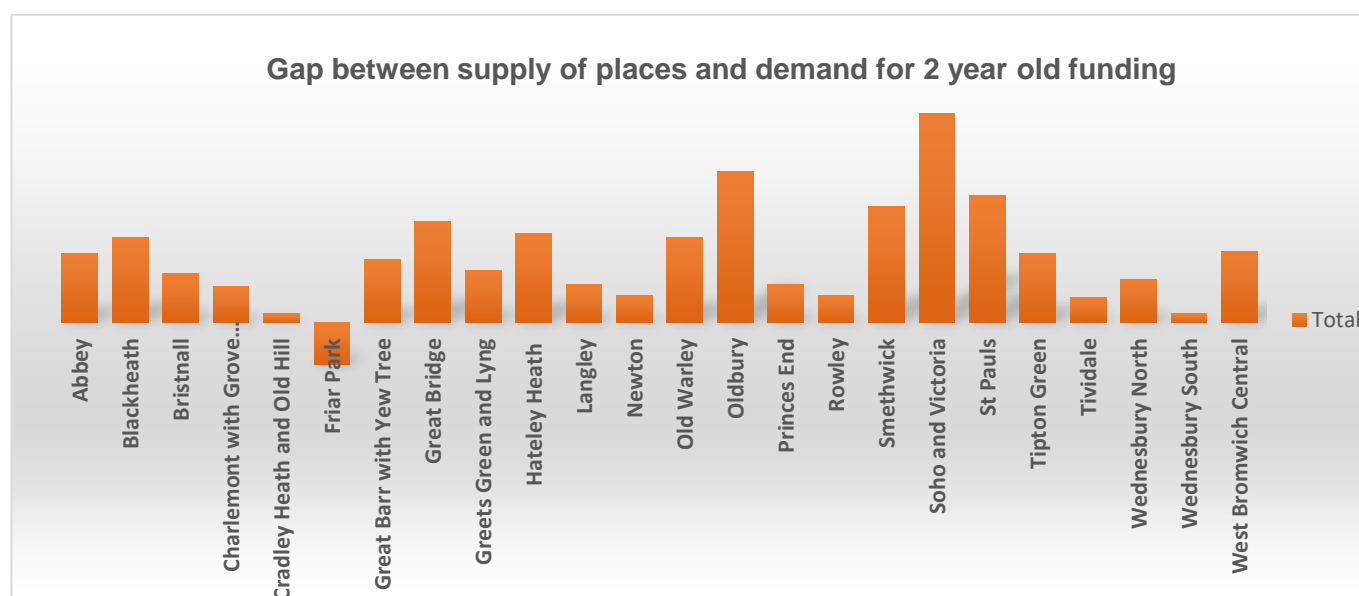 Gap between supply of places and demand for 2 year old funding
Total
Abbey
Blackheath
Bristnall
Charlemont with Grove…
Cradley Heath and Old Hill
Friar Park
Great Barr with Yew Tree
Great Bridge
Greets Green and Lyng
Hateley Heath
Langley
Newton
Old Warley
Oldbury
Princes End
Rowley
Smethwick
Soho and Victoria
St Pauls
Tipton Green
Tividale
Wednesbury North
Wednesbury South
West Bromwich Central